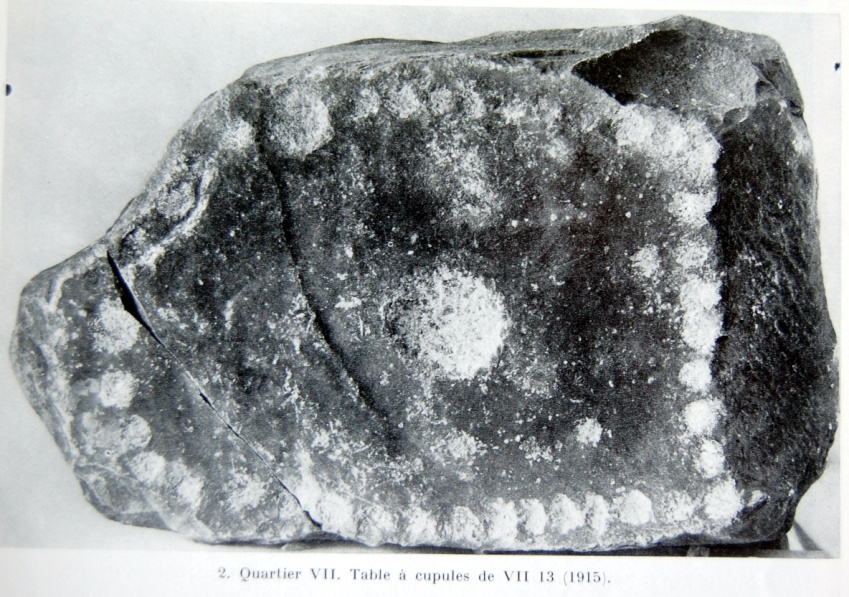 2. Quartier VII. Table à cupules de VII 13 (1915).